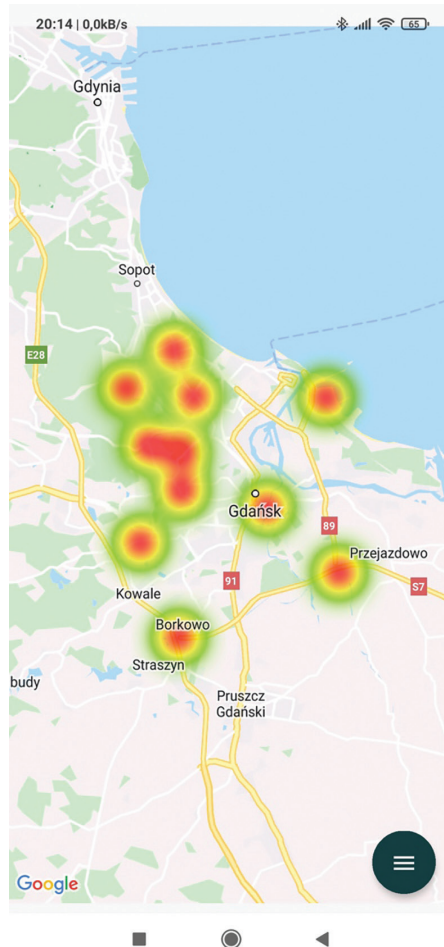 20:14 | 0,0kB/s
65
Gdynia
Sopot
E28
Gdańsk
89
Przejazdowo
91
S7
Kowale
Borkowo
Straszyn
budy
Pruszcz
Gdański
Google